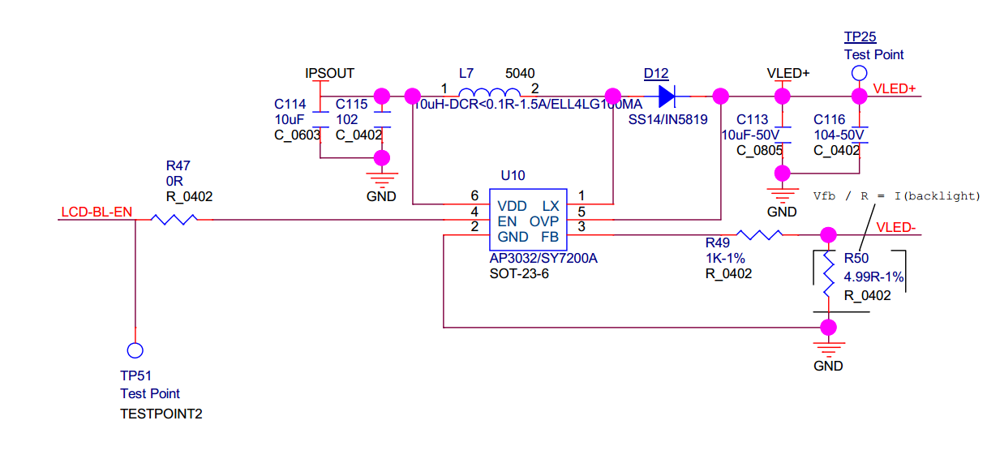 TP25
Test Point
IPSOUT
L7
5040
D12
VLED+
VLED+
1
2
10uH-DCR<0.1R-1.5A/ELL4LG100MA
C114
10uF
C_0603
C115
102
C_0402
SS14/IN5819
C113
10uF-50V
C_0805
C116
104-50V
C_0402
R47
0R
R_0402
GND
U10
GND
Vfb / R = I(backlight)
LCD-BL-EN
6
VDD
LX
1
4
EN
OVP
5
2
GND
FB
3
VLED-
R49
1K-1%
R_0402
AP3032/SY7200A
SOT-23-6
R50
4.99R-1%
R_0402
GND
TP51
Test Point
TESTPOINT2